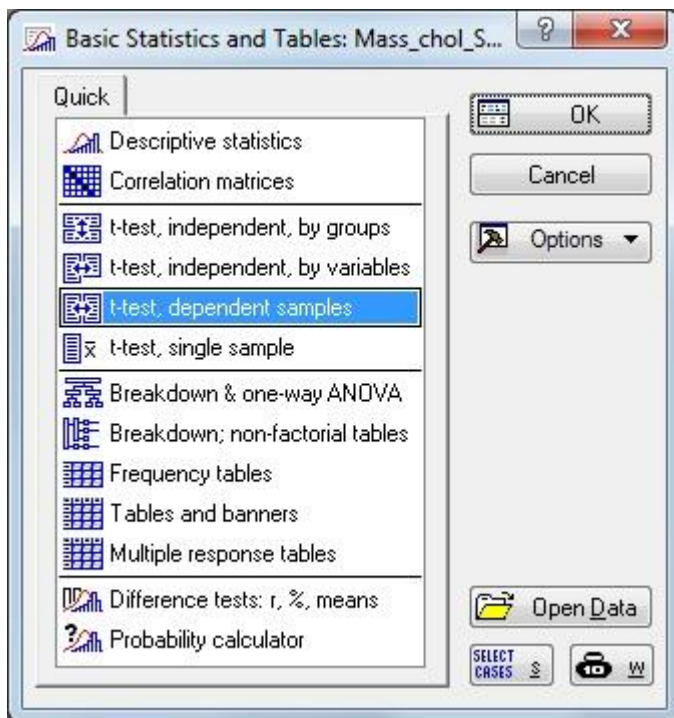 Basic Statistics and Tables: Mass_chol_S...
Quick
Descriptive statistics
Correlation matrices
t-test, independent, by groups
t-test, independent, by variables
t-test, dependent samples
t-test, single sample
Breakdown & one-way ANOVA
Breakdown; non-factorial tables
Frequency tables
Tables and banners
Multiple response tables
Difference tests: r, %, means
Probability calculator
OK
Cancel
Options
Open Data
SELECT
CASES S
W